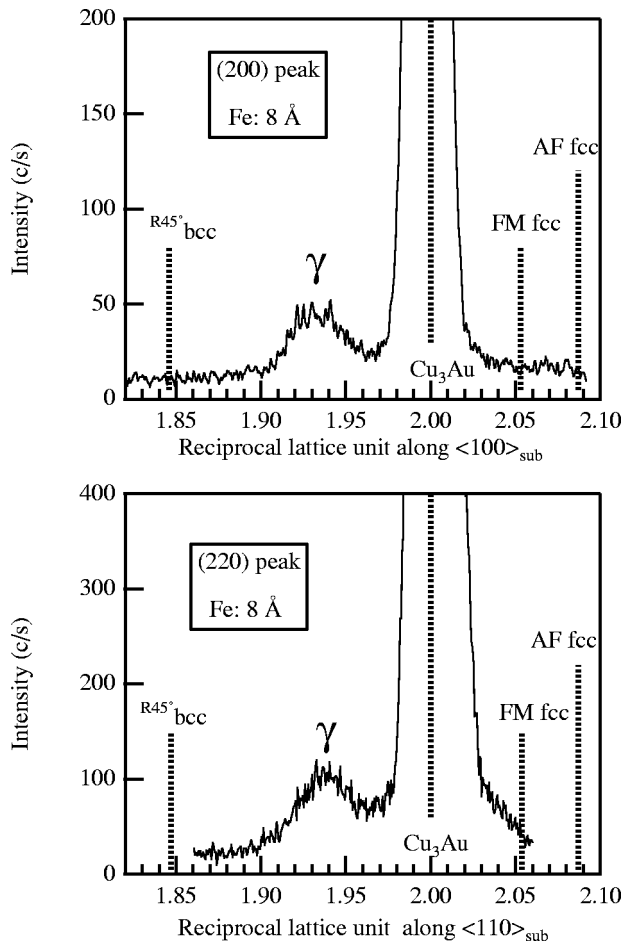 200
150
100
50
0
Intensity (c/s)
(200) peak
Fe: 8 Å
AF fcc
FM fcc
R45° bcc
γ
Cu3Au
1.85 1.90 1.95 2.00 2.05 2.10
Reciprocal lattice unit along <100>sub
400
300
200
100
0
Intensity (c/s)
(220) peak
Fe: 8 Å
AF fcc
FM fcc
R45° bcc
γ
Cu3Au
1.85 1.90 1.95 2.00 2.05 2.10
Reciprocal lattice unit along <110>sub